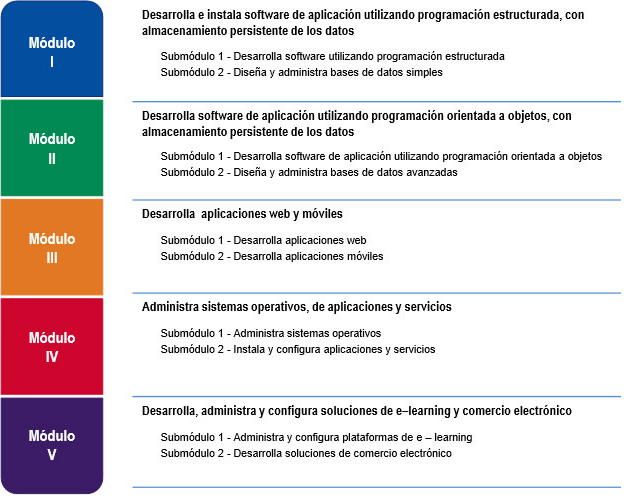 Módulo
I
Desarrolla e instala software de aplicación utilizando programación estructurada, con
almacenamiento persistente de los datos
Submódulo 1 - Desarrolla software utilizando programación estructurada
Submódulo 2 - Diseña y administra bases de datos simples
Módulo
II
Desarrolla software de aplicación utilizando programación orientada a objetos, con
almacenamiento persistente de los datos
Submódulo 1 - Desarrolla software de aplicación utilizando programación orientada a objetos
Submódulo 2 - Diseña y administra bases de datos avanzadas
Módulo
III
Desarrolla aplicaciones web y móviles
Submódulo 1 - Desarrolla aplicaciones web
Submódulo 2 - Desarrolla aplicaciones móviles
Módulo
IV
Administra sistemas operativos, de aplicaciones y servicios
Submódulo 1 - Administra sistemas operativos
Submódulo 2 - Instala y configura aplicaciones y servicios
Módulo
V
Desarrolla, administra y configura soluciones de e–learning y comercio electrónico
Submódulo 1 - Administra y configura plataformas de e – learning
Submódulo 2 - Desarrolla soluciones de comercio electrónico